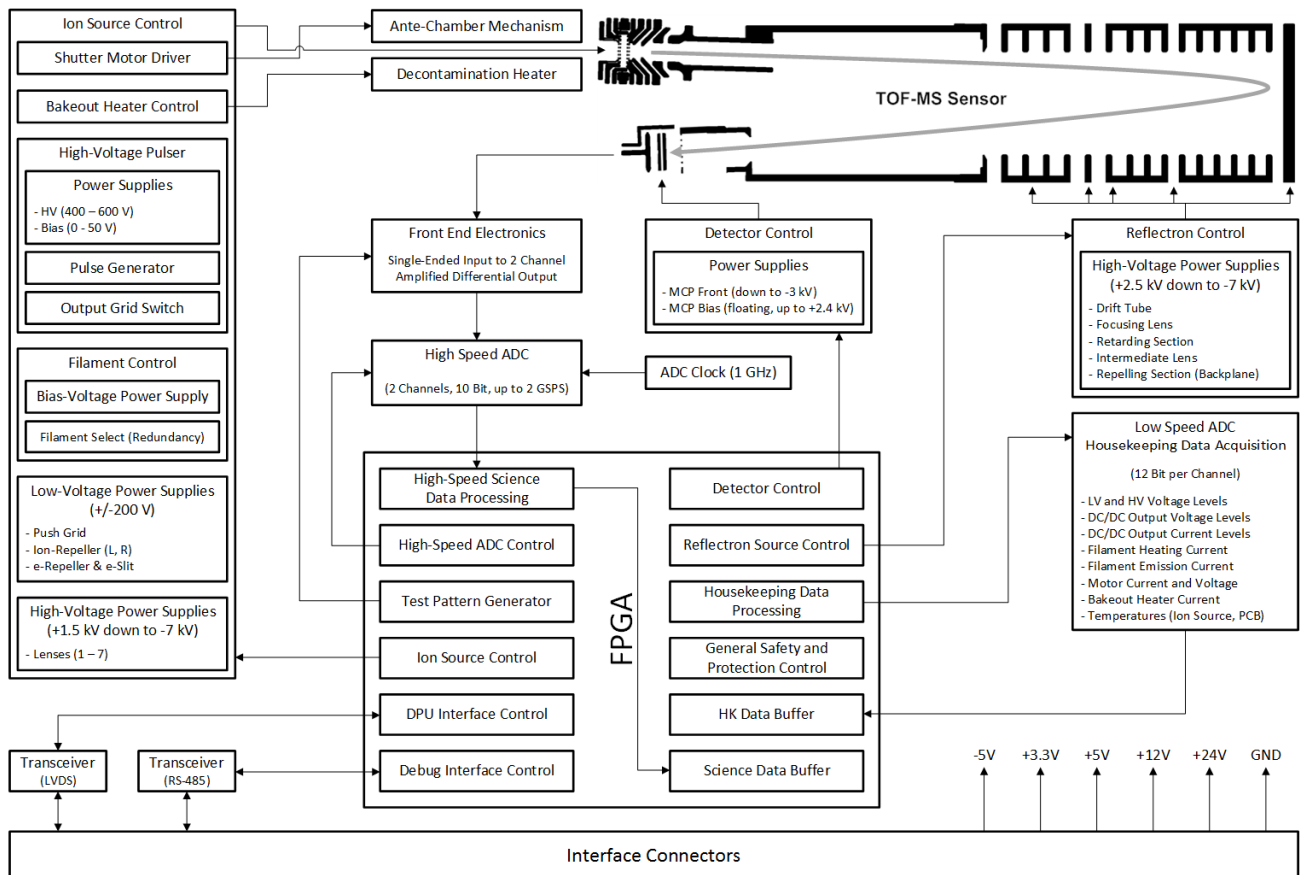 Ion Source Control
Shutter Motor Driver
Bakeout Heater Control
High-Voltage Pulser
Power Supplies
- HV (400 – 600 V)
- Bias (0 - 50 V)
Pulse Generator
Output Grid Switch
Filament Control
Bias-Voltage Power Supply
Filament Select (Redundancy)
Low-Voltage Power Supplies
(+/-200 V)
- Push Grid
- Ion-Repeller (L, R)
- e-Repeller & e-Slit
High-Voltage Power Supplies
(+1.5 kV down to -7 kV)
- Lenses (1 – 7)
Ante-Chamber Mechanism
Decontamination Heater
TOF-MS Sensor
Front End Electronics
Single-Ended Input to 2 Channel
Amplified Differential Output
Detector Control
Power Supplies
- MCP Front (down to -3 kV)
- MCP Bias (floating, up to +2.4 kV)
Reflectron Control
High-Voltage Power Supplies
(+2.5 kV down to -7 kV)
- Drift Tube
- Focusing Lens
- Retarding Section
- Intermediate Lens
- Repelling Section (Backplane)
High Speed ADC
(2 Channels, 10 Bit, up to 2 GSPS)
ADC Clock (1 GHz)
Low Speed ADC
Housekeeping Data Acquisition
(12 Bit per Channel)
- LV and HV Voltage Levels
- DC/DC Output Voltage Levels
- DC/DC Output Current Levels
- Filament Heating Current
- Filament Emission Current
- Motor Current and Voltage
- Bakeout Heater Current
- Temperatures (Ion Source, PCB)
High-Speed Science
Data Processing
High-Speed ADC Control
Test Pattern Generator
Ion Source Control
DPU Interface Control
Debug Interface Control
FPGA
Detector Control
Reflectron Source Control
Housekeeping Data
Processing
General Safety and
Protection Control
HK Data Buffer
Science Data Buffer
Transceiver
(LVDS)
Transceiver
(RS-485)
-5V
+3.3V
+5V
+12V
+24V
GND
Interface Connectors